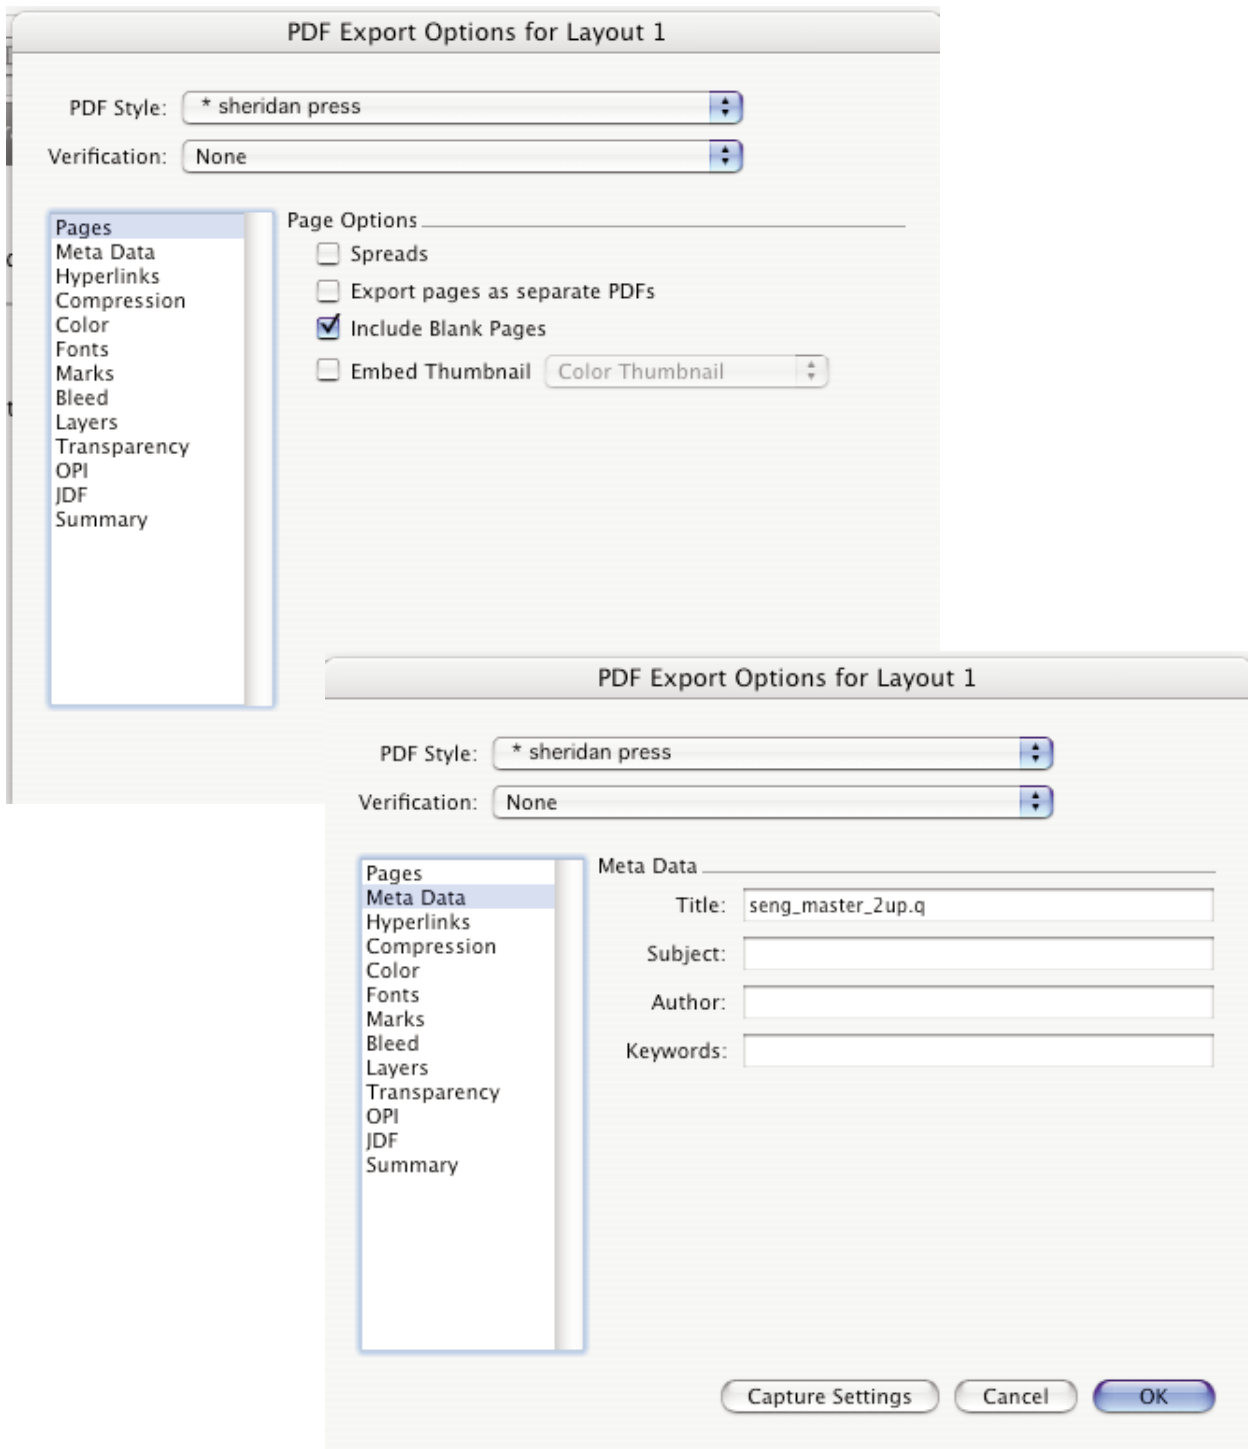 PDF Export Options for Layout 1
PDF Style: * sheridan press
Verification: None
Pages
Meta Data
Hyperlinks
Compression
Color
Fonts
Marks
Bleed
Layers
Transparency
OPI
JDF
Summary
Page Options
Spreads
Export pages as separate PDFs
Include Blank Pages
Embed Thumbnail Color Thumbnail
PDF Export Options for Layout 1
PDF Style: * sheridan press
Verification: None
Pages
Meta Data
Hyperlinks
Compression
Color
Fonts
Marks
Bleed
Layers
Transparency
OPI
JDF
Summary
Meta Data
Title: seng_master_2up.q
Subject:
Author:
Keywords:
Capture Settings Cancel OK